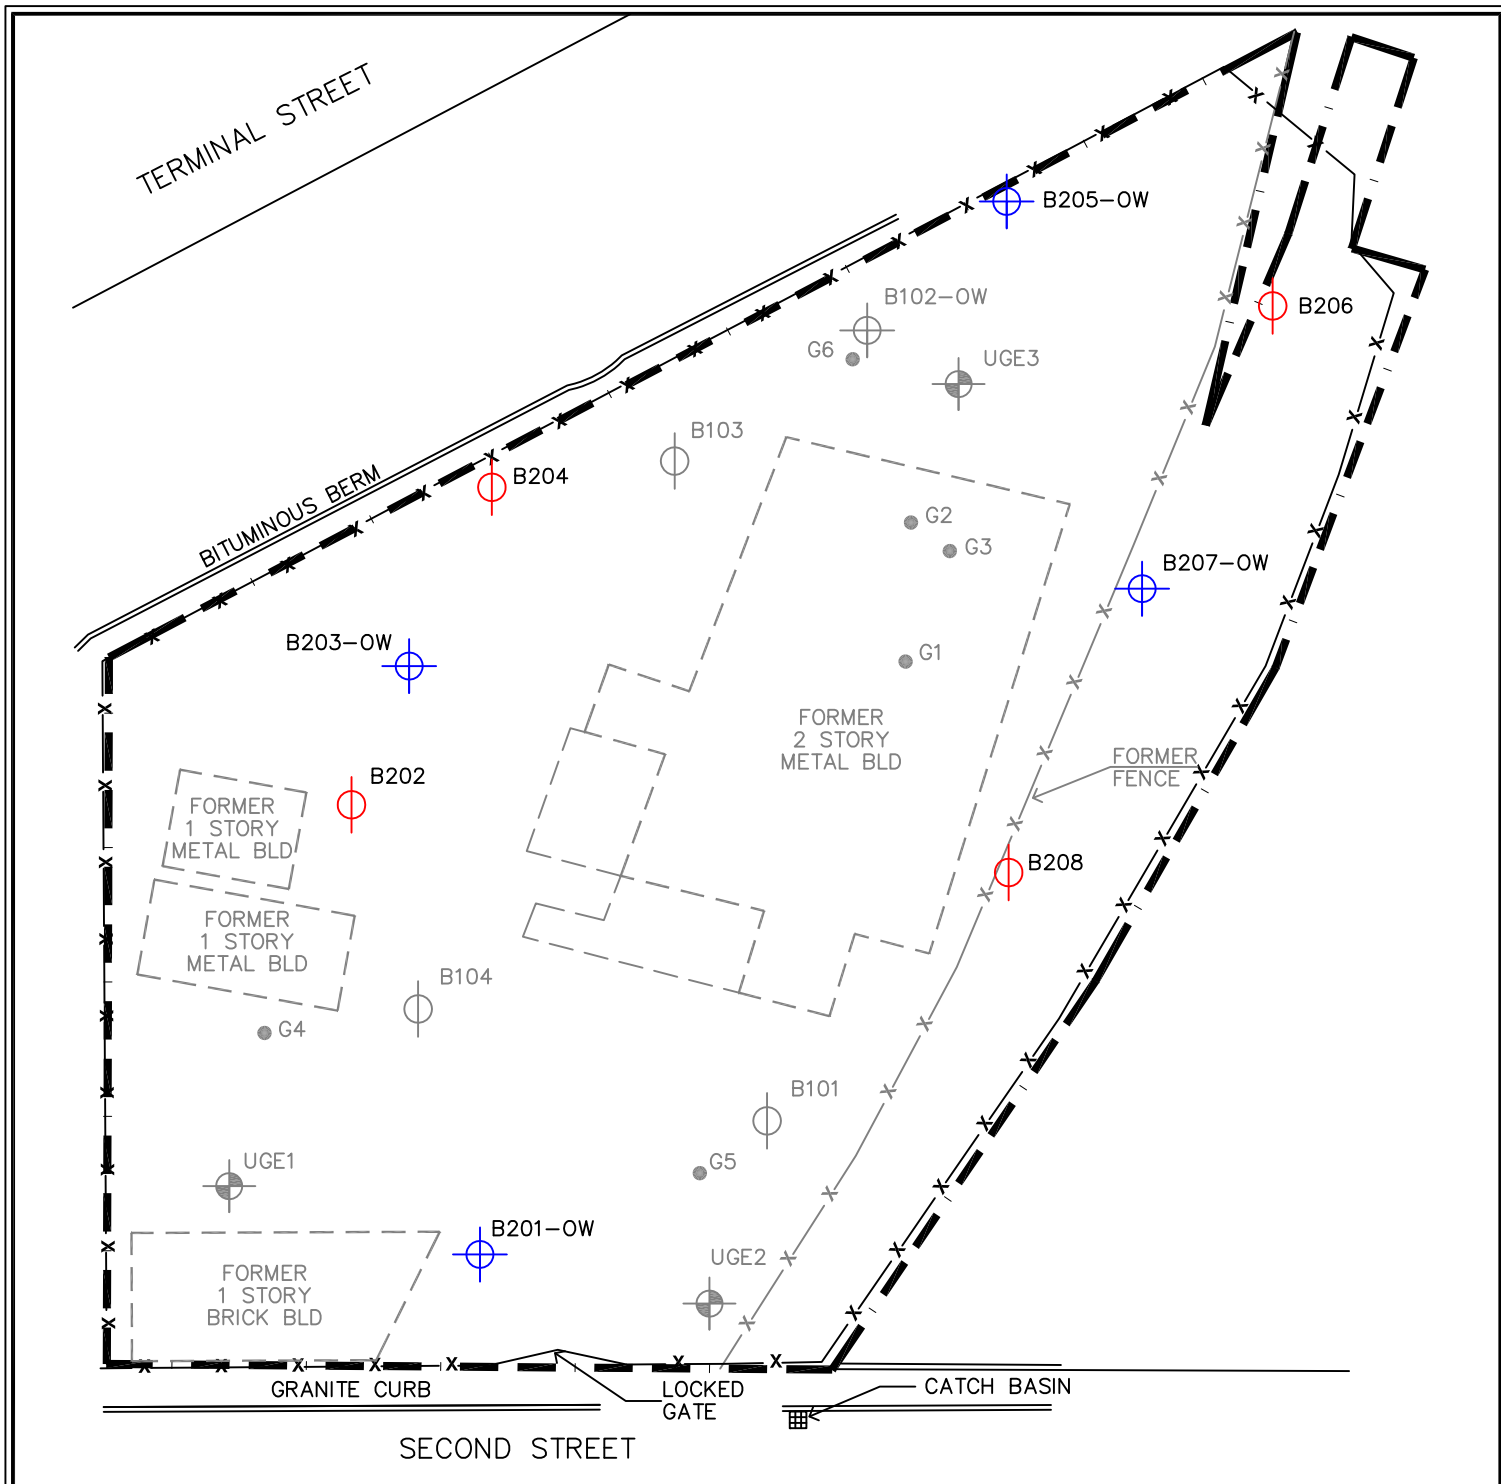 TERMINAL STREET
B205-OW
B102-OW
B206
G6
UGE3
B103
B204
BITUMINOUS BERM
G2
G3
B207-OW
B203-OW
G1
FORMER
2 STORY
METAL BLD
FORMER
FENCE
B202
FORMER
1 STORY
METAL BLD
B208
FORMER
1 STORY
METAL BLD
B104
G4
B101
G5
UGE1
B201-OW
UGE2
FORMER
1 STORY
BRICK BLD
GRANITE CURB
LOCKED
GATE
CATCH BASIN
SECOND STREET